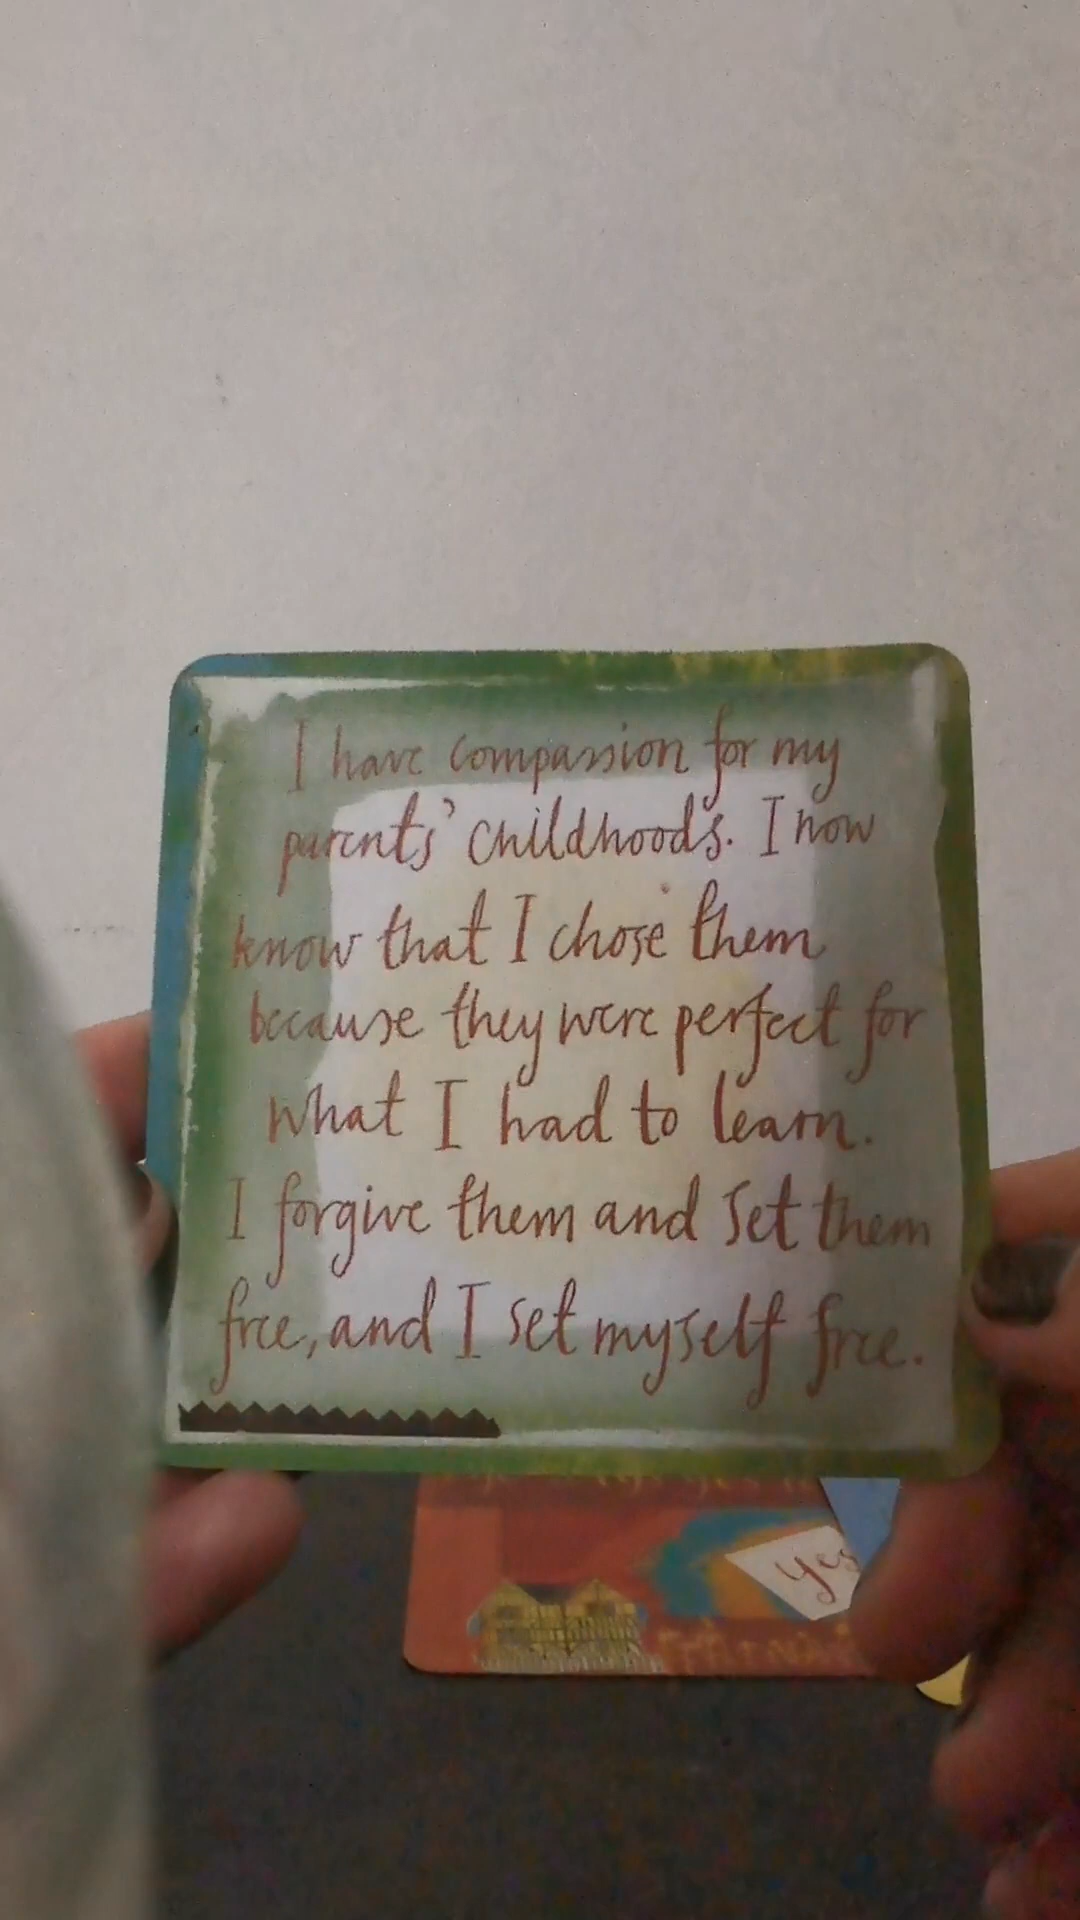 I have compassion for my
parents' childhoods. I now
know that I chose them
because they were perfect for
what I had to learn.
I forgive them and set them
free, and I set myself free.
Yes